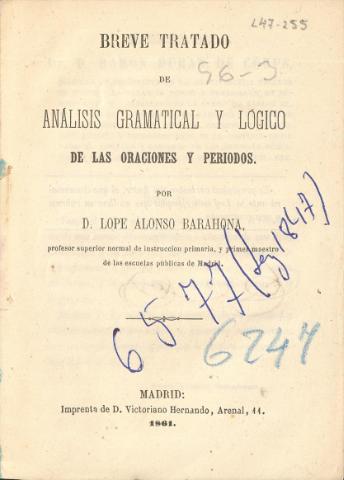 L47-255
BREVE TRATADO
DE
96-3
ANÁLISIS GRAMATICAL Y LÓGICO
DE LAS ORACIONES Y PERIODOS.
POR
D. LOPE ALONSO BARAHONA,
profesor superior normal de instruccion primaria, y primer maestro
de las escuelas públicas de Madrid.
6577 (leg 1847)
6247
MADRID:
Imprenta de D. Victoriano Hernando, Arenal, 11.
1861.